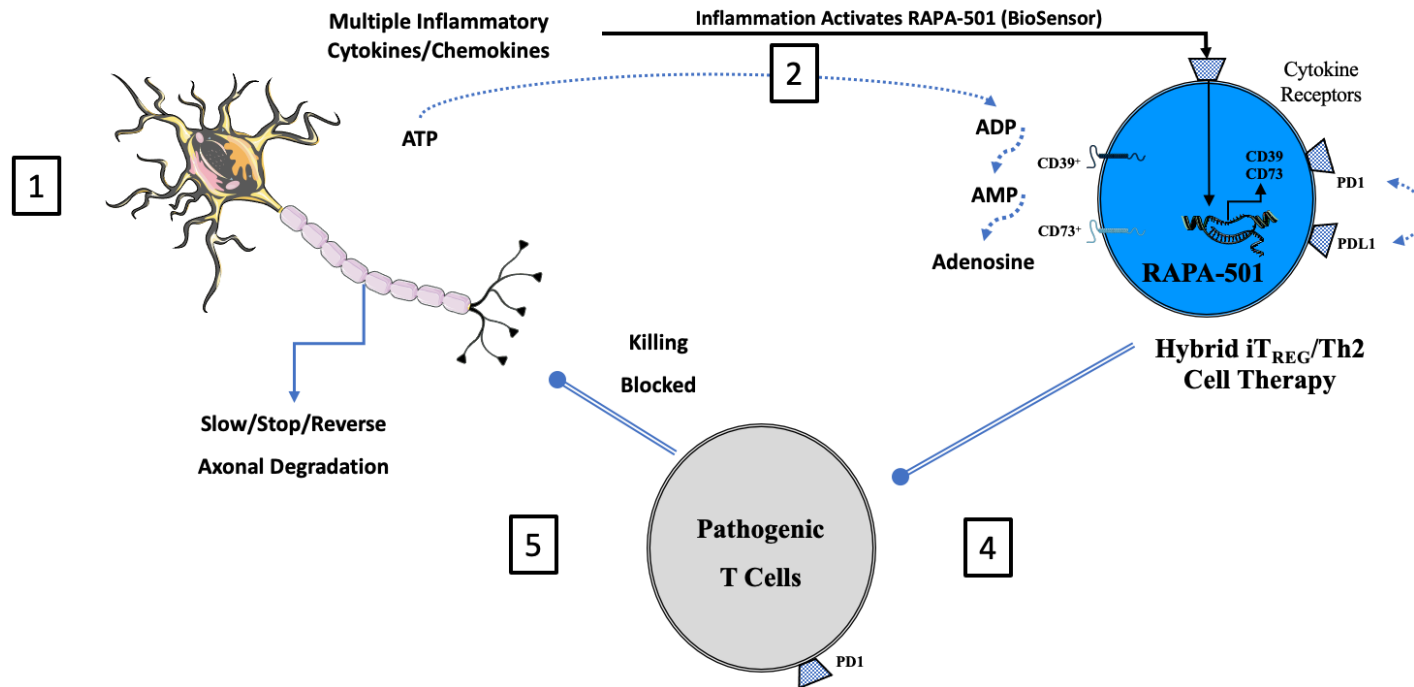 Multiple Inflammatory
Cytokines/Chemokines
Inflammation Activates RAPA-501 (BioSensor)
2
Cytokine
Receptors
1
ATP
ADP
CD39⁺
AMP
CD73⁺
Adenosine
CD39
CD73
PD1
PDL1
RAPA-501
Hybrid iTREG/Th2
Cell Therapy
Killing
Blocked
Slow/Stop/Reverse
Axonal Degradation
5
Pathogenic
T Cells
4
PD1